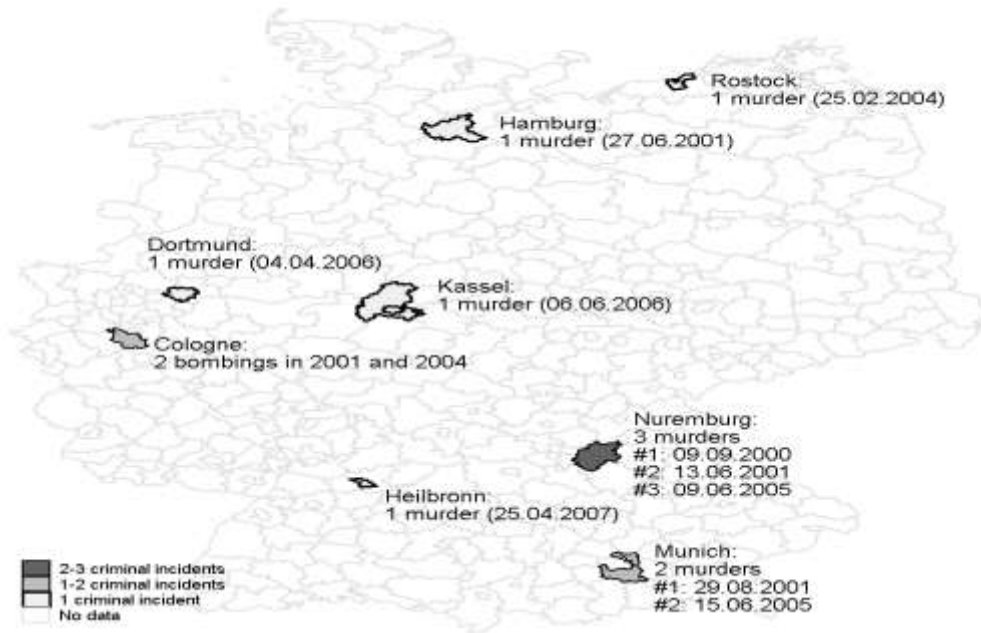 Rostock:
1 murder (25.02.2004)
Hamburg:
1 murder (27.06.2001)
Dortmund:
1 murder (04.04.2006)
Kassel:
1 murder (06.06.2006)
Cologne:
2 bombings in 2001 and 2004
Nuremburg:
3 murders
#1: 09.09.2000
#2: 13.06.2001
#3: 09.06.2005
Heilbronn:
1 murder (25.04.2007)
Munich:
2 murders
#1: 29.08.2001
#2: 15.06.2005
2-3 criminal incidents
1-2 criminal incidents
1 criminal incident
No data